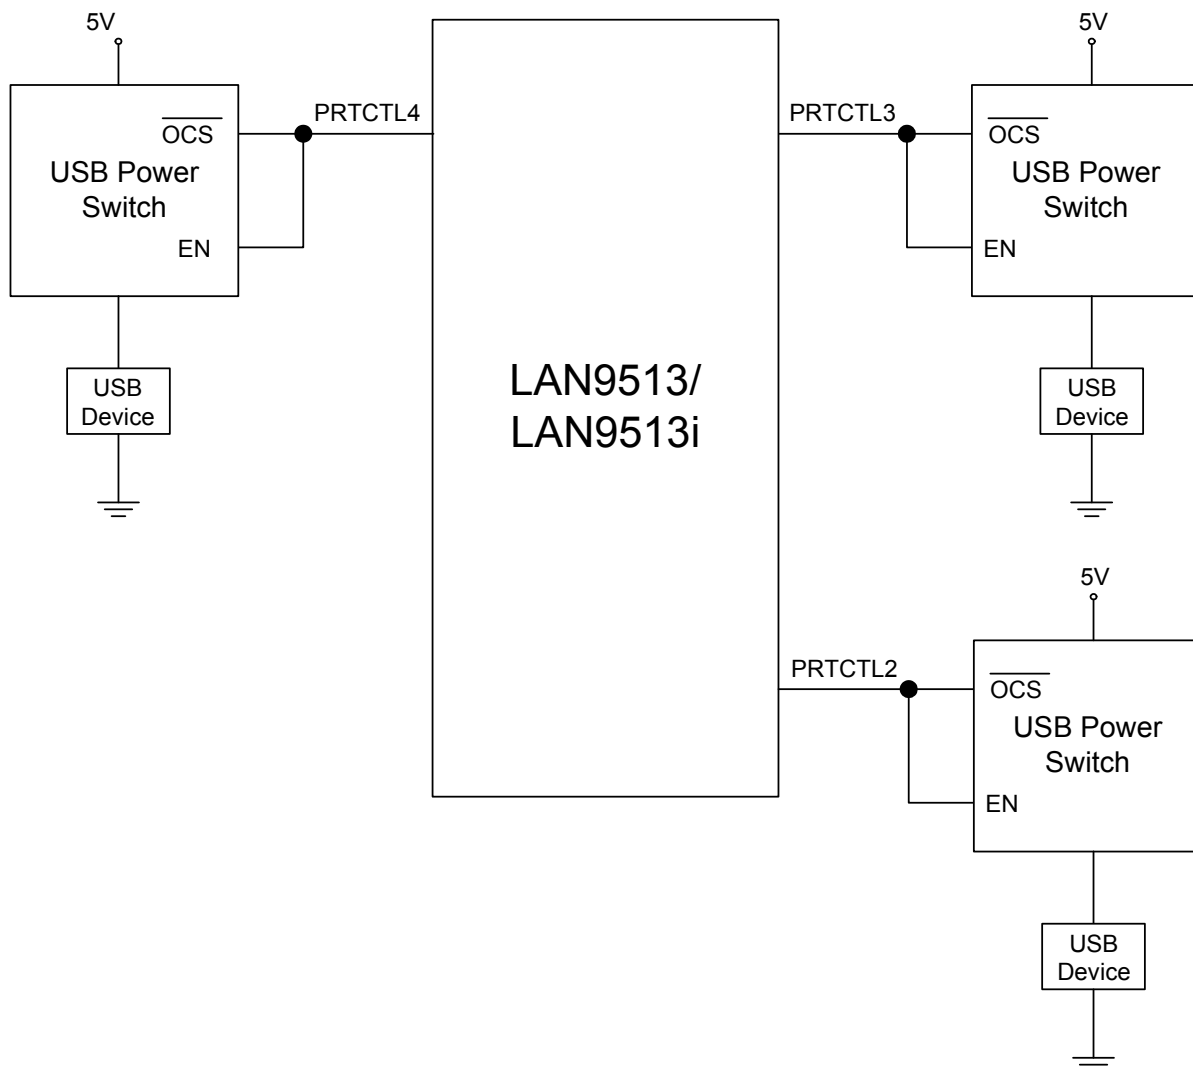 5V
OCS
USB Power
Switch
EN
USB
Device
PRTCTL4
LAN9513/
LAN9513i
PRTCTL3
5V
OCS
USB Power
Switch
EN
USB
Device
PRTCTL2
5V
OCS
USB Power
Switch
EN
USB
Device